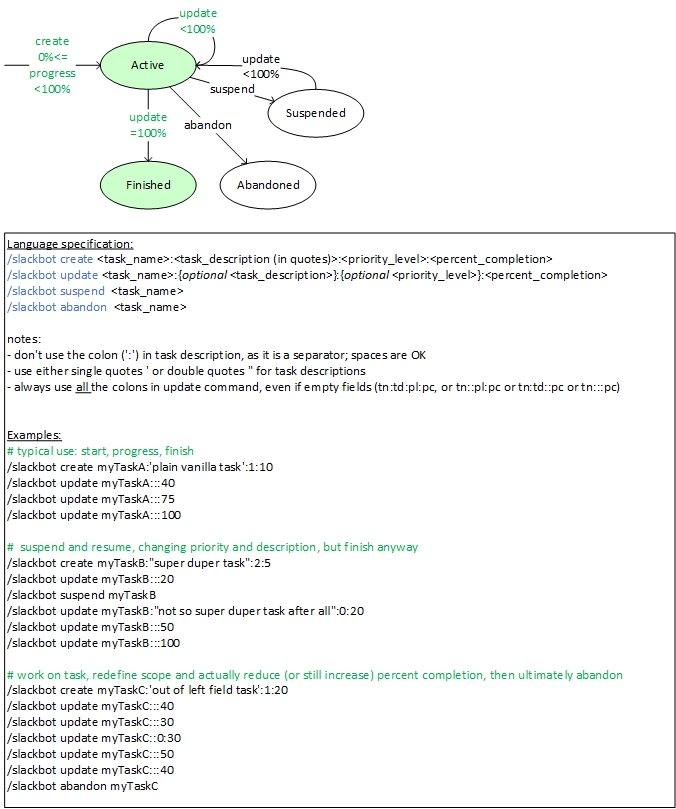 update
<100%
create
0%<=
progress
<100%
Active
update
<100%
suspend
Suspended
update
=100%
abandon
Finished
Abandoned
Language specification:
/slackbot create <task_name>:<task_description (in quotes)>:<priority_level>:<percent_completion>
/slackbot update <task_name>:{optional <task_description>}:{optional <priority_level>}:<percent_completion>
/slackbot suspend <task_name>
/slackbot abandon <task_name>
notes:
- don't use the colon (':') in task description, as it is a separator; spaces are OK
- use either single quotes ' or double quotes " for task descriptions
- always use all the colons in update command, even if empty fields (tn:td:pl:pc, or tn::pl:pc or tn:td::pc or tn:::pc)
Examples:
# typical use: start, progress, finish
/slackbot create myTaskA:'plain vanilla task':1:10
/slackbot update myTaskA:::40
/slackbot update myTaskA:::75
/slackbot update myTaskA:::100
# suspend and resume, changing priority and description, but finish anyway
/slackbot create myTaskB:"super duper task":2:5
/slackbot update myTaskB:::20
/slackbot suspend myTaskB
/slackbot update myTaskB:"not so super duper task after all":0:20
/slackbot update myTaskB:::50
/slackbot update myTaskB:::100
# work on task, redefine scope and actually reduce (or still increase) percent completion, then ultimately abandon
/slackbot create myTaskC:'out of left field task':1:20
/slackbot update myTaskC:::40
/slackbot update myTaskC:::30
/slackbot update myTaskC::0:30
/slackbot update myTaskC:::50
/slackbot update myTaskC:::40
/slackbot abandon myTaskC